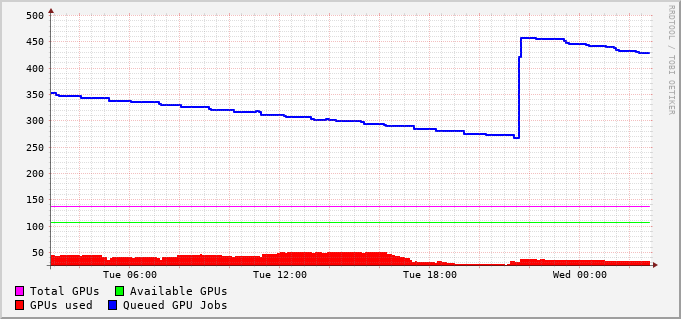 500
450
400
350
300
250
200
150
100
50
Tue 06:00 Tue 12:00 Tue 18:00 Wed 00:00
Total GPUs Available GPUs
GPUs used Queued GPU Jobs
RRDTOOL / TOBI OETIKER